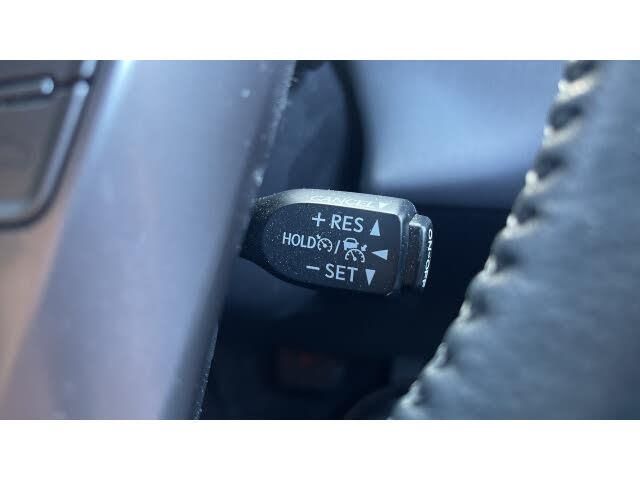 CANCEL▼
+ RES ▲
HOLD / ◀
− SET ▼
ON•OFF